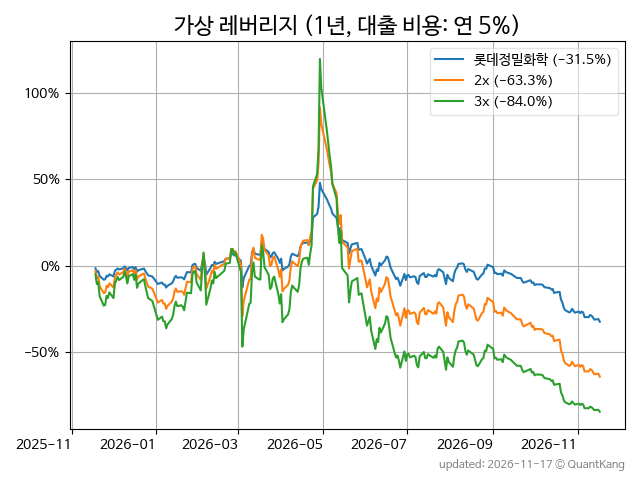 가상 레버리지 (1년, 대출 비용: 연 5%)
롯데정밀화학 (−31.5%)
2x (−63.3%)
3x (−84.0%)
100%
50%
0%
−50%
2025−11 2026−01 2026−03 2026−05 2026−07 2026−09 2026−11
updated: 2026-11-17 © QuantKang